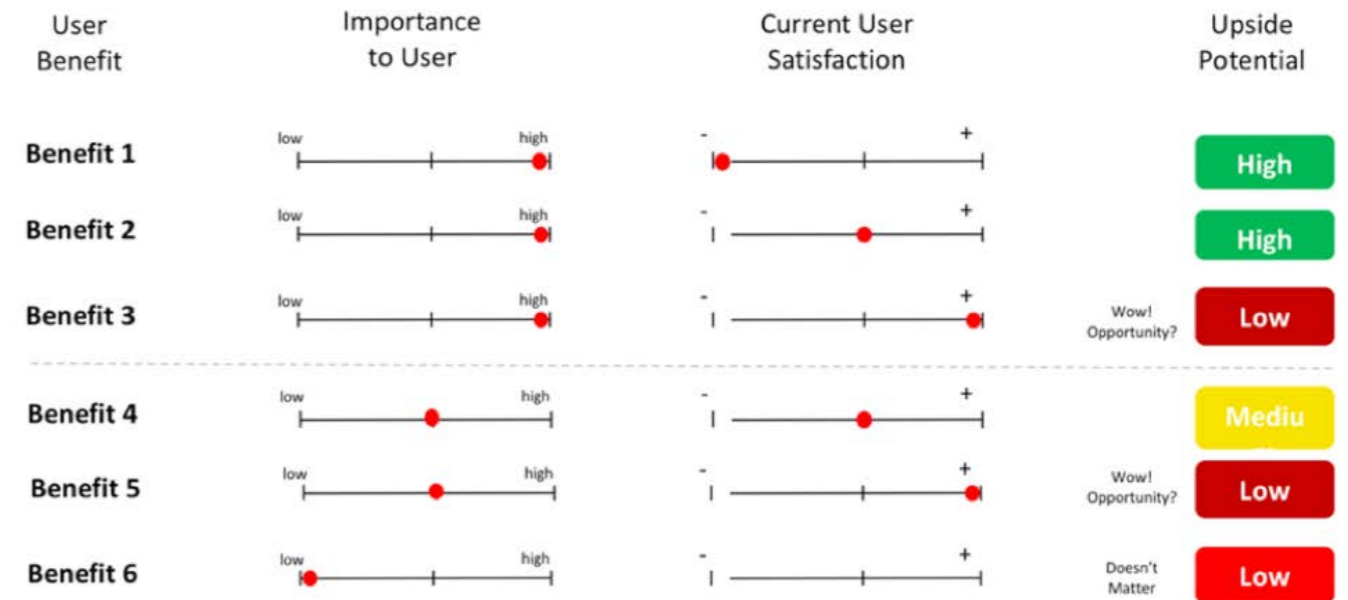 User
Benefit
Importance
to User
Current User
Satisfaction
Upside
Potential
Benefit 1
low
high
-
+
High
Benefit 2
low
high
-
+
High
Benefit 3
low
high
-
+
Wow!
Opportunity?
Low
Benefit 4
low
high
-
+
Mediu
Benefit 5
low
high
-
+
Wow!
Opportunity?
Low
Benefit 6
low
high
-
+
Doesn't
Matter
Low